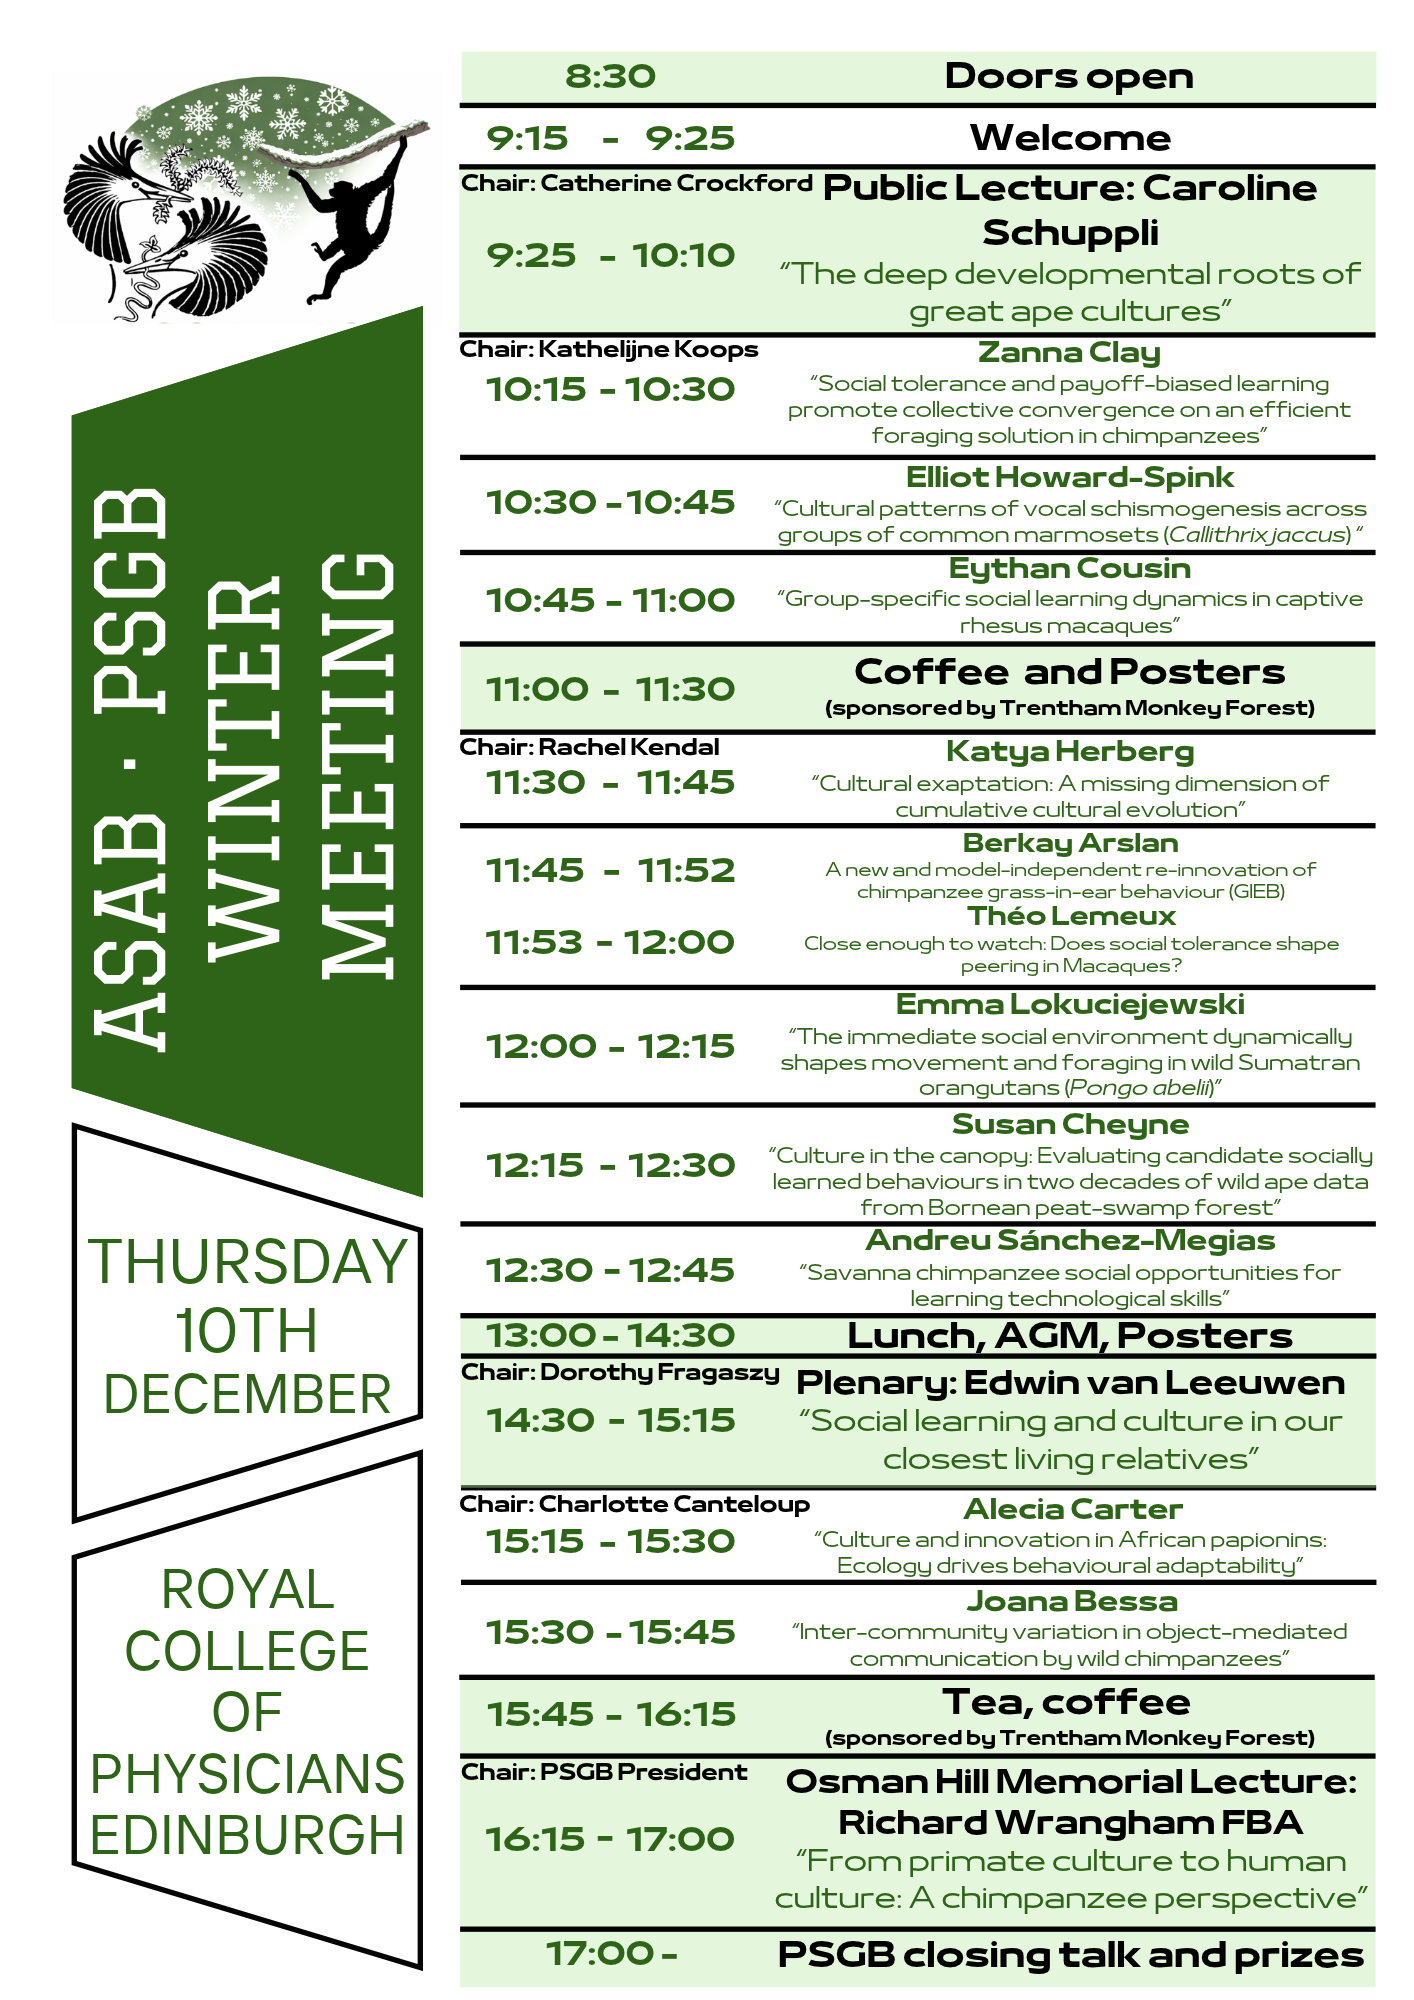 8:30 Doors open
9:15 - 9:25 Welcome
Chair: Catherine Crockford
9:25 - 10:10
Public Lecture: Caroline
Schuppli
“The deep developmental roots of
great ape cultures”
Chair: Kathelijne Koops
10:15 - 10:30
Zanna Clay
“Social tolerance and payoff-biased learning
promote collective convergence on an efficient
foraging solution in chimpanzees”
10:30 - 10:45
Elliot Howard-Spink
“Cultural patterns of vocal schismogenesis across
groups of common marmosets (Callithrix jaccus) “
10:45 - 11:00
Eythan Cousin
“Group-specific social learning dynamics in captive
rhesus macaques”
11:00 - 11:30
Coffee and Posters
(sponsored by Trentham Monkey Forest)
Chair: Rachel Kendal
11:30 - 11:45
Katya Herberg
“Cultural exaptation: A missing dimension of
cumulative cultural evolution”
11:45 - 11:52
Berkay Arslan
A new and model-independent re-innovation of
chimpanzee grass-in-ear behaviour (GIEB)
11:53 - 12:00
Théo Lemeux
Close enough to watch: Does social tolerance shape
peering in Macaques?
12:00 - 12:15
Emma Lokuciejewski
“The immediate social environment dynamically
shapes movement and foraging in wild Sumatran
orangutans (Pongo abelii)”
12:15 - 12:30
Susan Cheyne
“Culture in the canopy: Evaluating candidate socially
learned behaviours in two decades of wild ape data
from Bornean peat-swamp forest”
12:30 - 12:45
Andreu Sánchez-Megias
“Savanna chimpanzee social opportunities for
learning technological skills”
13:00 - 14:30 Lunch, AGM, Posters
Chair: Dorothy Fragaszy
14:30 - 15:15
Plenary: Edwin van Leeuwen
“Social learning and culture in our
closest living relatives”
Chair: Charlotte Canteloup
15:15 - 15:30
Alecia Carter
“Culture and innovation in African papionins:
Ecology drives behavioural adaptability”
15:30 - 15:45
Joana Bessa
“Inter-community variation in object-mediated
communication by wild chimpanzees”
15:45 - 16:15
Tea, coffee
(sponsored by Trentham Monkey Forest)
Chair: PSGB President
16:15 - 17:00
Osman Hill Memorial Lecture:
Richard Wrangham FBA
“From primate culture to human
culture: A chimpanzee perspective”
17:00 - PSGB closing talk and prizes
ASAB · PSGB
WINTER
MEETING
THURSDAY
10TH
DECEMBER
ROYAL
COLLEGE
OF
PHYSICIANS
EDINBURGH